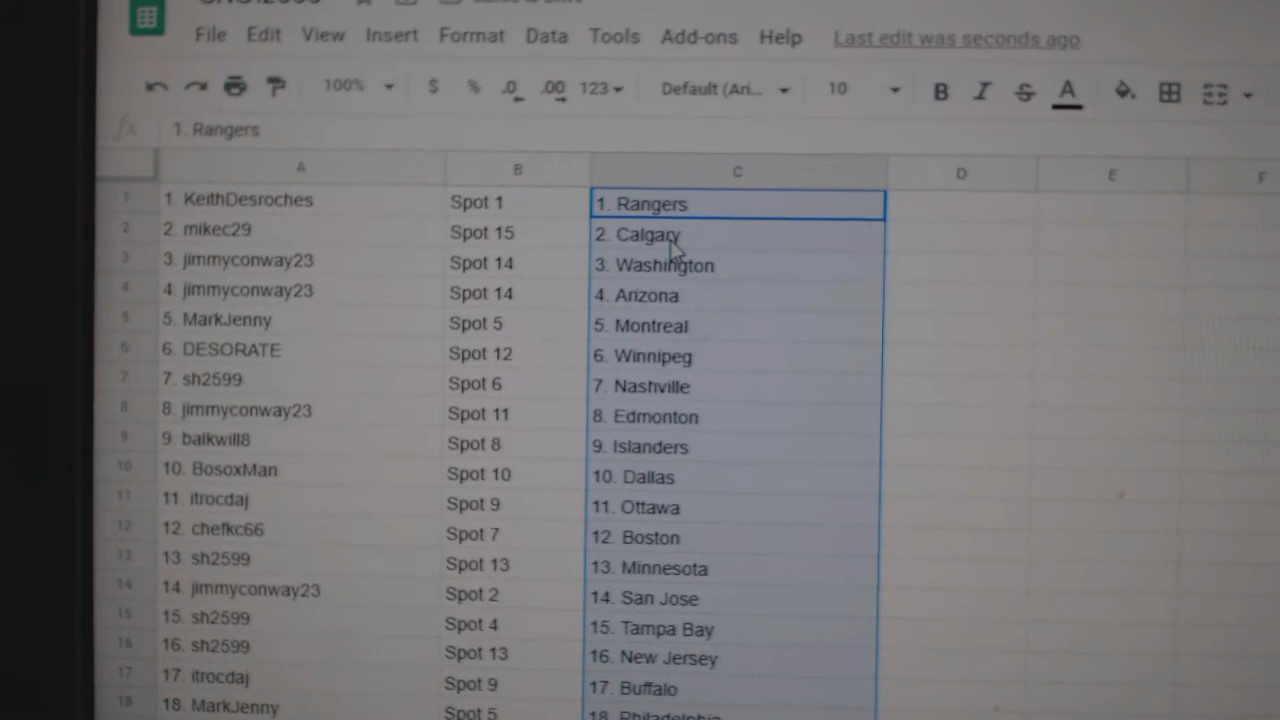 File Edit View Insert Format Data Tools Add-ons Help Last edit was seconds ago
100% $ % .0 .00 123 Default (Ari... 10 B I S A
fx 1. Rangers
A B C D E F
1 1. KeithDesroches Spot 1 1. Rangers
2 2. mikec29 Spot 15 2. Calgary
3 3. jimmyconway23 Spot 14 3. Washington
4 4. jimmyconway23 Spot 14 4. Arizona
5 5. MarkJenny Spot 5 5. Montreal
6 6. DESORATE Spot 12 6. Winnipeg
7 7. sh2599 Spot 6 7. Nashville
8 8. jimmyconway23 Spot 11 8. Edmonton
9 9. balkwill8 Spot 8 9. Islanders
10 10. BosoxMan Spot 10 10. Dallas
11 11. itrocdaj Spot 9 11. Ottawa
12 12. chefkc66 Spot 7 12. Boston
13 13. sh2599 Spot 13 13. Minnesota
14 14. jimmyconway23 Spot 2 14. San Jose
15 15. sh2599 Spot 4 15. Tampa Bay
16 16. sh2599 Spot 13 16. New Jersey
17 17. itrocdaj Spot 9 17. Buffalo
18 18. MarkJenny Spot 5 18. Philadelphia